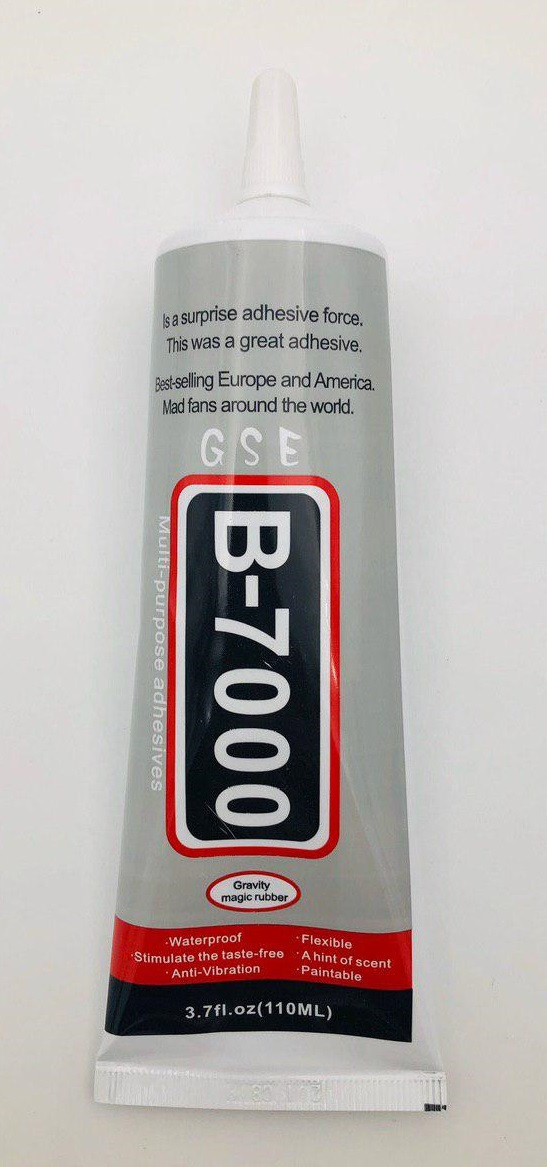 Is a surprise adhesive force.
This was a great adhesive.
Best-selling Europe and America.
Mad fans around the world.
GSE
B-7000
Multi-purpose adhesives
Gravity
magic rubber
·Waterproof
·Stimulate the taste-free
·Anti-Vibration
·Flexible
·A hint of scent
·Paintable
3.7fl.oz(110ML)